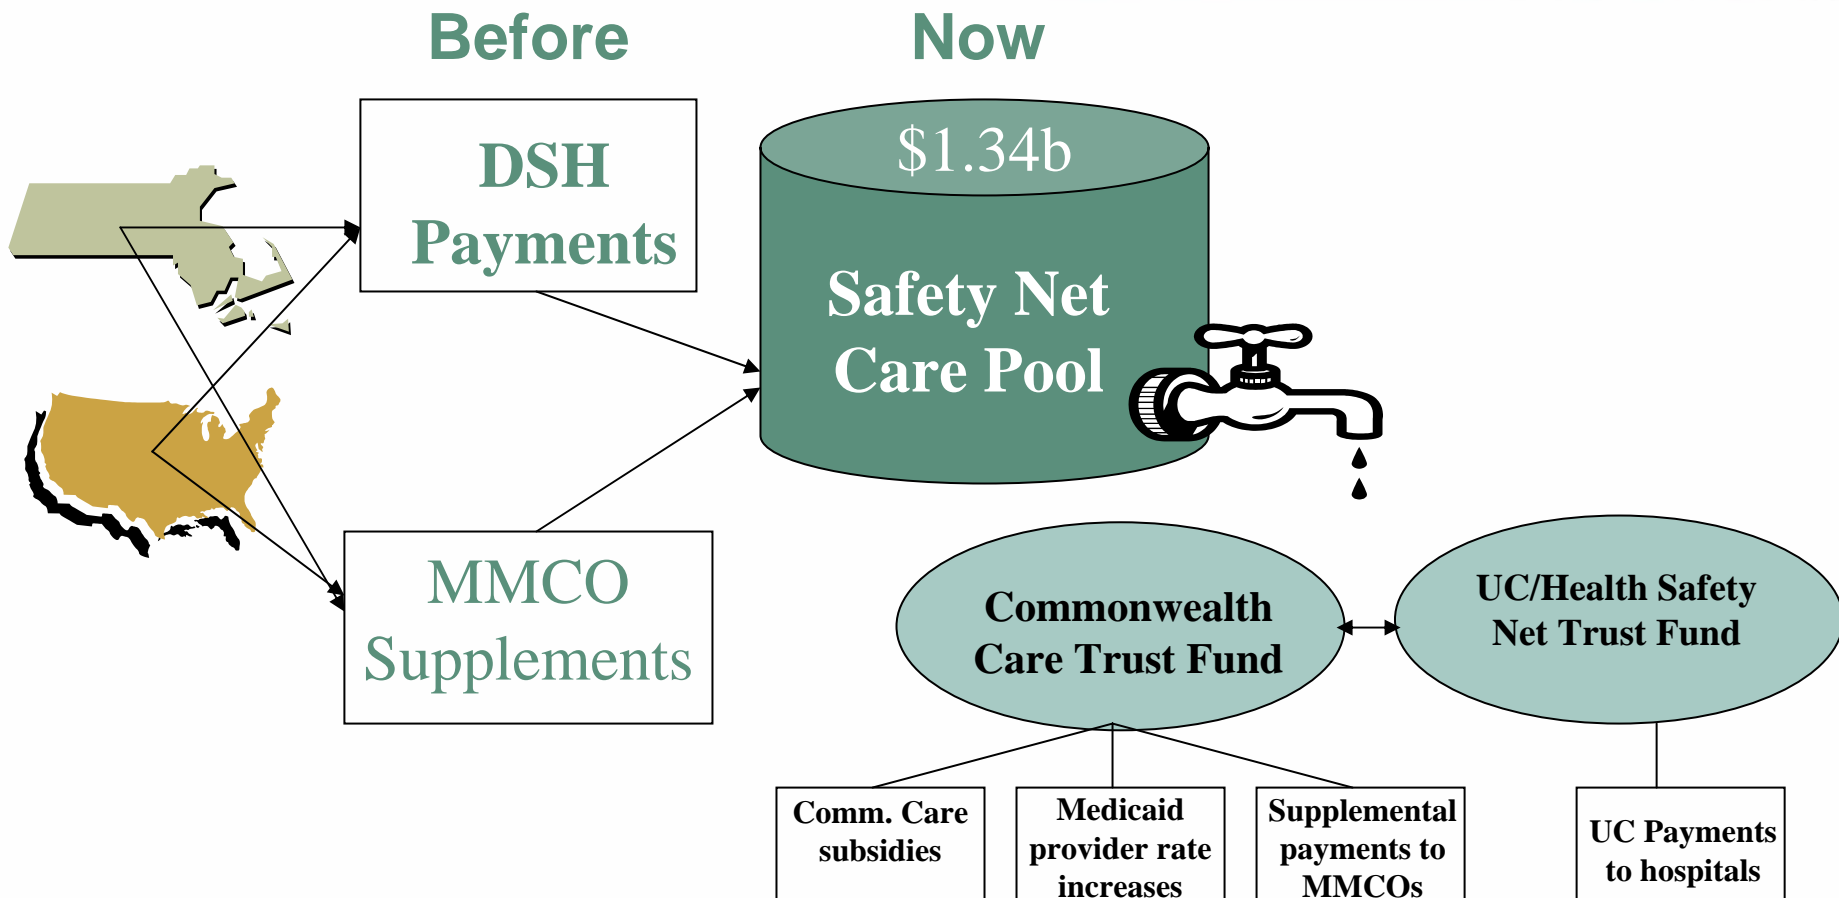 Before
Now
DSH
Payments
$1.34b
Safety Net
Care Pool
MMCO
Supplements
Commonwealth
Care Trust Fund
UC/Health Safety
Net Trust Fund
Comm. Care
subsidies
Medicaid
provider rate
increases
Supplemental
payments to
MMCOs
UC Payments
to hospitals